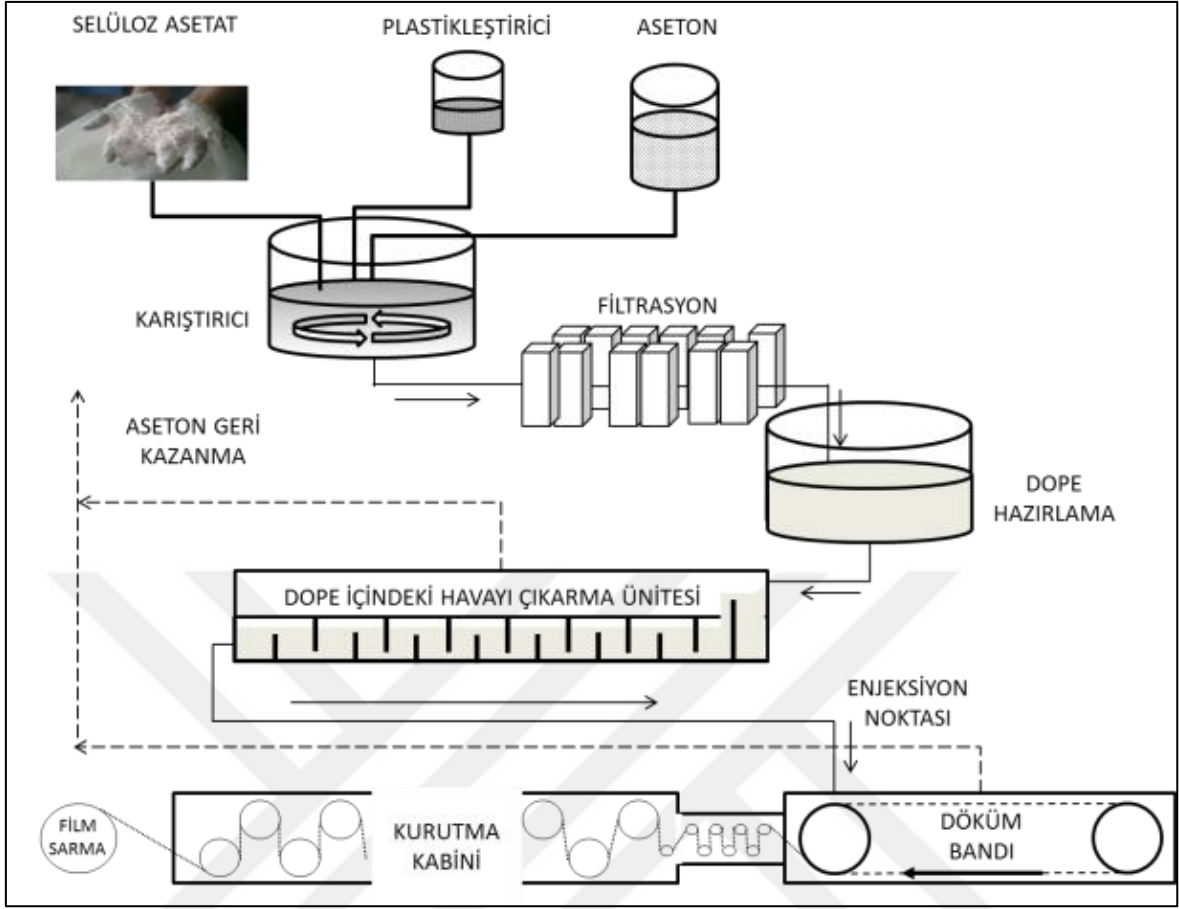 SELÜLOZ ASETAT
PLASTİKLEŞTİRİCİ
ASETON
KARIŞTIRICI
FİLTRASYON
ASETON GERİ
KAZANMA
DOPE
HAZIRLAMA
DOPE İÇİNDEKİ HAVAYI ÇIKARMA ÜNİTESİ
ENJEKSİYON
NOKTASI
FİLM
SARMA
KURUTMA
KABİNİ
DÖKÜM
BANDI